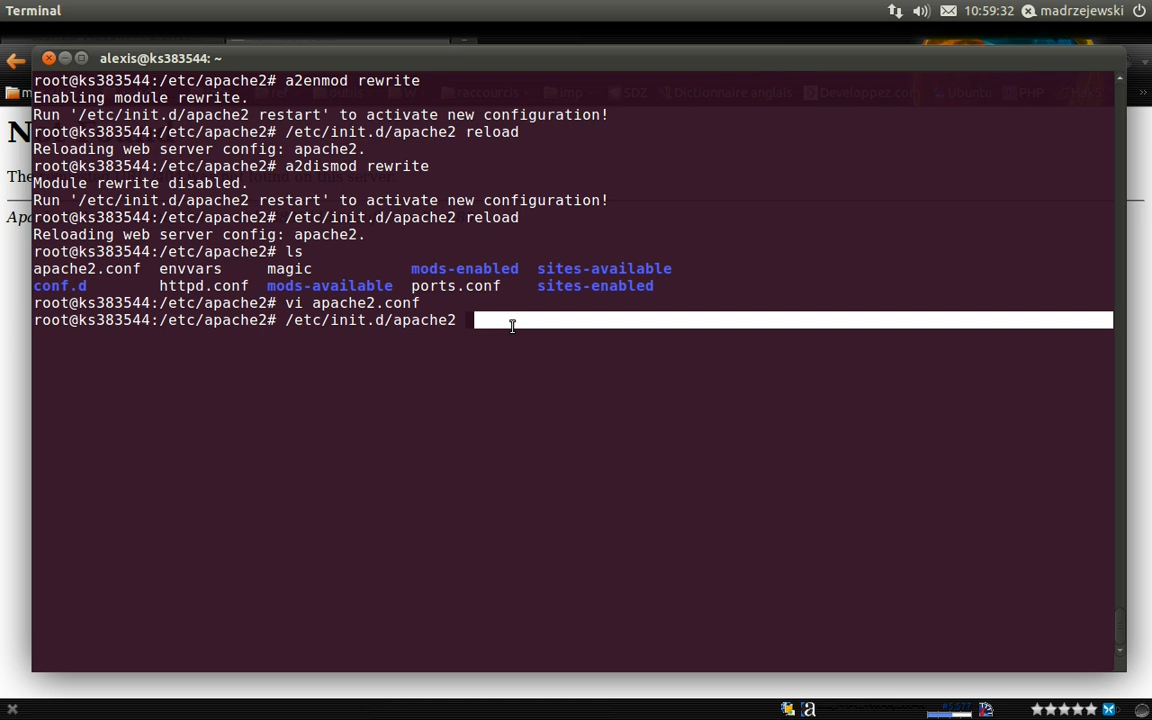 Terminal
10:59:32 madrzejewski
alexis@ks383544: ~
root@ks383544:/etc/apache2# a2enmod rewrite
Enabling module rewrite.
Run '/etc/init.d/apache2 restart' to activate new configuration!
root@ks383544:/etc/apache2# /etc/init.d/apache2 reload
Reloading web server config: apache2.
root@ks383544:/etc/apache2# a2dismod rewrite
Module rewrite disabled.
Run '/etc/init.d/apache2 restart' to activate new configuration!
root@ks383544:/etc/apache2# /etc/init.d/apache2 reload
Reloading web server config: apache2.
root@ks383544:/etc/apache2# ls
apache2.conf envvars magic mods-enabled sites-available
conf.d httpd.conf mods-available ports.conf sites-enabled
root@ks383544:/etc/apache2# vi apache2.conf
root@ks383544:/etc/apache2# /etc/init.d/apache2
raccourcis imp SDZ Dictionnaire anglais Developpez.com Ubuntu PHP
N
The
Apa